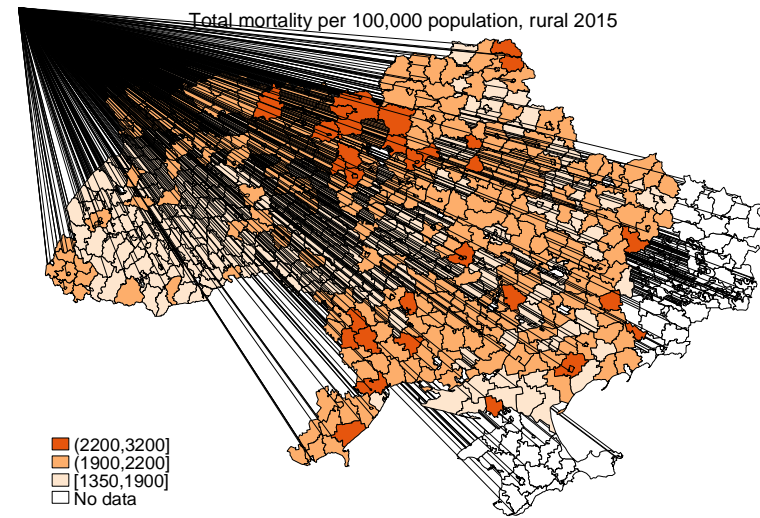 Total mortality per 100,000 population, rural 2015
(2200,3200]
(1900,2200]
[1350,1900]
No data